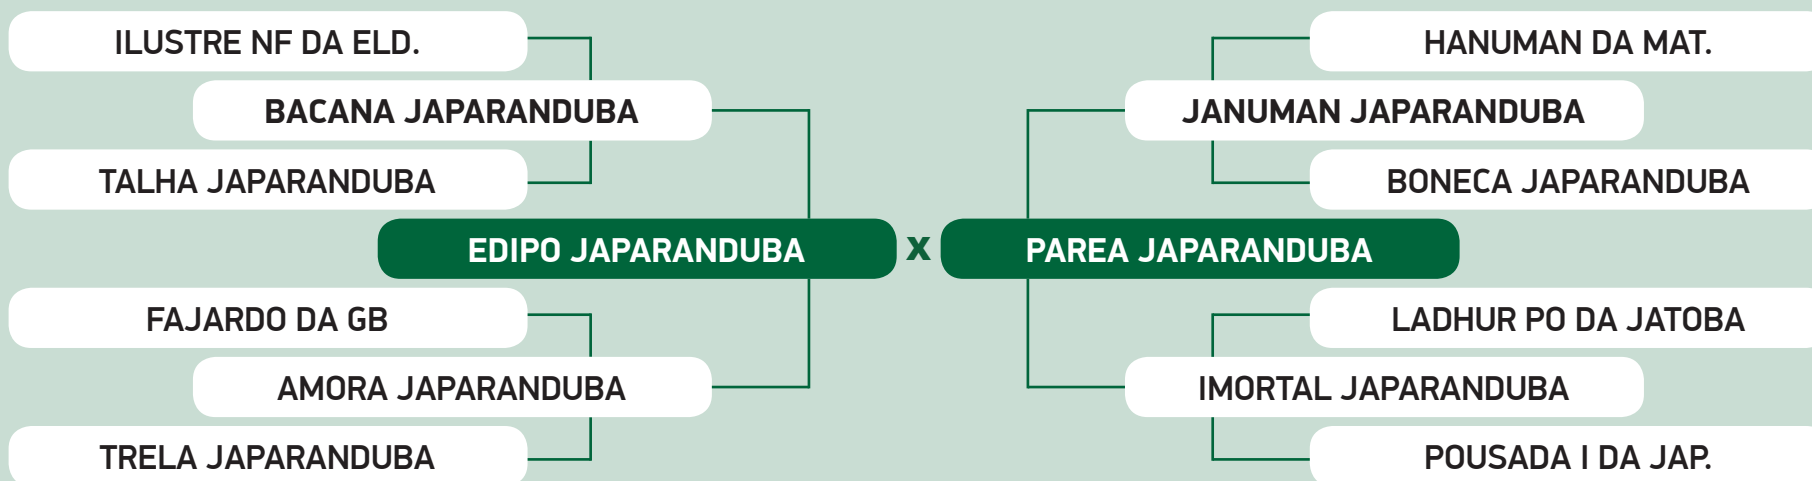 ILUSTRE NF DA ELD.
HANUMAN DA MAT.
BACANA JAPARANDUBA
JANUMAN JAPARANDUBA
TALHA JAPARANDUBA
BONECA JAPARANDUBA
EDIPO JAPARANDUBA x PAREA JAPARANDUBA
FAJARDO DA GB
LADHUR PO DA JATOBA
AMORA JAPARANDUBA
IMORTAL JAPARANDUBA
TRELA JAPARANDUBA
POUSADA I DA JAP.